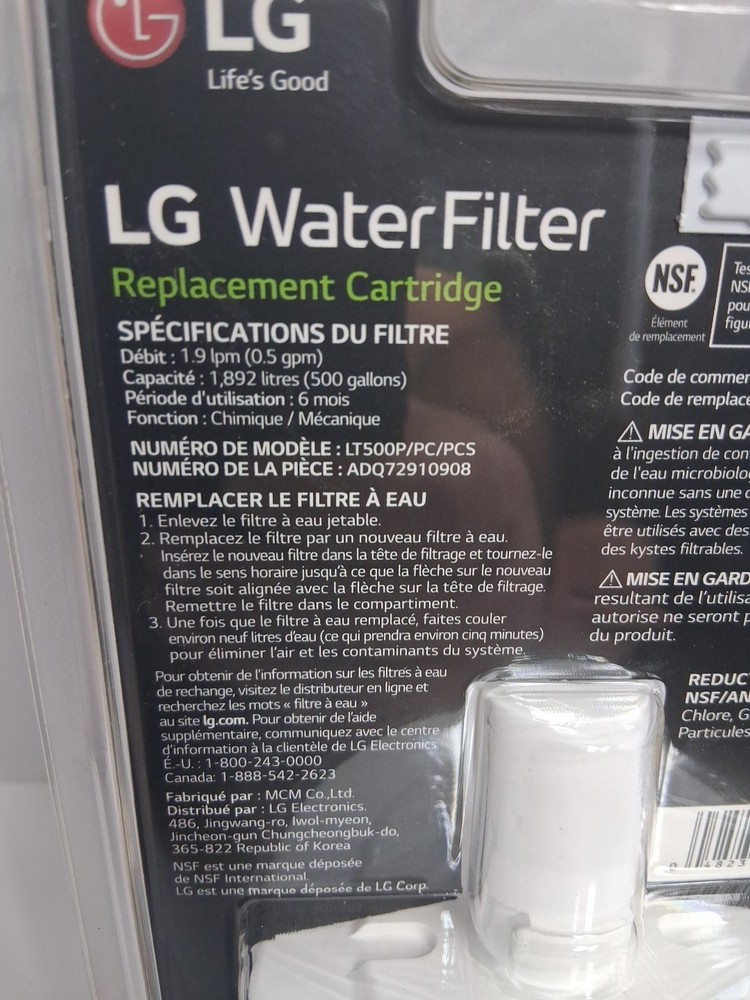 LG
LG
Life's Good
LG Water Filter
Replacement Cartridge
SPÉCIFICATIONS DU FILTRE
Débit : 1.9 lpm (0.5 gpm)
Capacité : 1,892 litres (500 gallons)
Période d'utilisation : 6 mois
Fonction : Chimique / Mécanique
NUMÉRO DE MODÈLE : LT500P/PC/PCS
NUMÉRO DE LA PIÈCE : ADQ72910908
REMPLACER LE FILTRE À EAU
1. Enlevez le filtre à eau jetable.
2. Remplacez le filtre par un nouveau filtre à eau.
Insérez le nouveau filtre dans la tête de filtrage et tournez-le
dans le sens horaire jusqu'à ce que la flèche sur le nouveau
filtre soit alignée avec la flèche sur la tête de filtrage.
Remettre le filtre dans le compartiment.
3. Une fois que le filtre à eau remplacé, faites couler
environ neuf litres d'eau (ce qui prendra environ cinq minutes)
pour éliminer l'air et les contaminants du système.
Pour obtenir de l'information sur les filtres à eau
de rechange, visitez le distributeur en ligne et
recherchez les mots « filtre à eau »
au site lg.com. Pour obtenir de l'aide
supplémentaire, communiquez avec le centre
d'information à la clientèle de LG Electronics.
É.-U. : 1-800-243-0000
Canada: 1-888-542-2623
Fabriqué par : MCM Co.,Ltd.
Distribué par : LG Electronics.
486, Jingwang-ro, Iwol-myeon,
Jincheon-gun Chungcheongbuk-do,
365-822 Republic of Korea
NSF est une marque déposée
de NSF International.
LG est une marque déposée de LG Corp.
NSF
Élément
de remplacement
Code de
Code de
MISE EN
à l'ingestion de
de l'eau
inconnue sans une
système. Les systèmes
être utilisés avec des
des kystes filtrables.
MISE EN
resultant de
autorise ne seront
du produit.
Chlore,
Particules